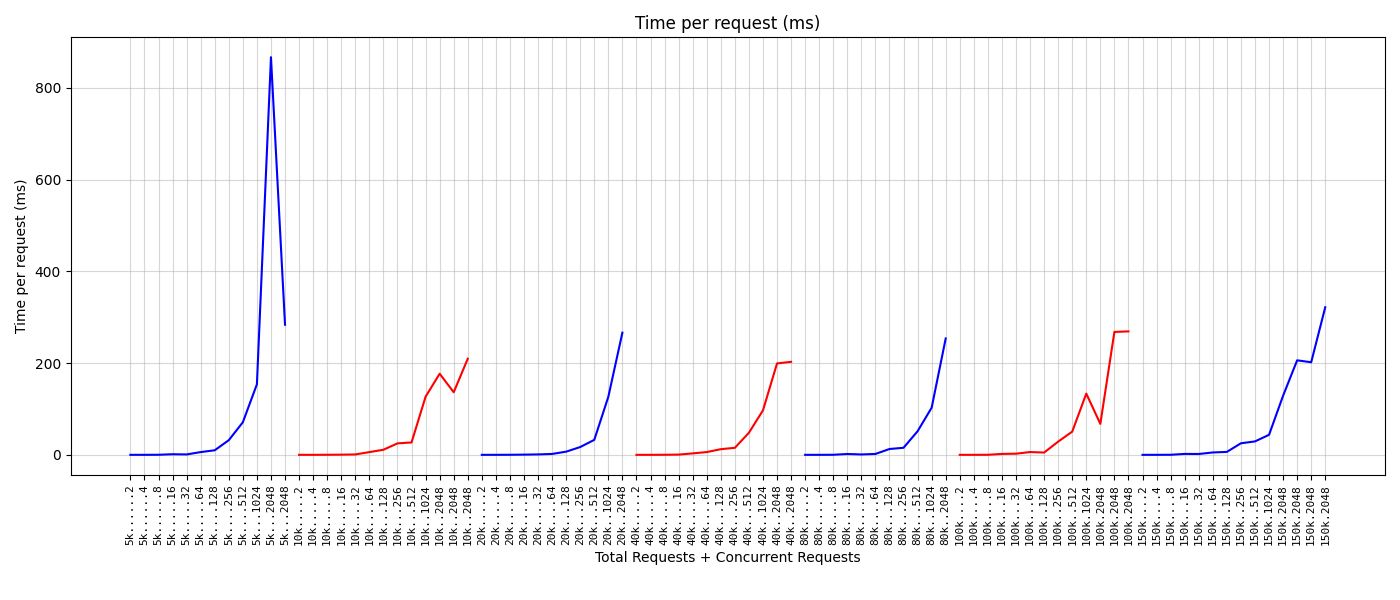 Time per request (ms)
Time per request (ms)
800
600
400
200
0
5k......2
5k......4
5k......8
5k.....16
5k.....32
5k.....64
5k....128
5k....256
5k....512
5k...1024
5k...2048
5k...2048
10k.....2
10k.....4
10k.....8
10k....16
10k....32
10k....64
10k...128
10k...256
10k...512
10k..1024
10k..2048
10k..2048
10k..2048
20k.....2
20k.....4
20k.....8
20k....16
20k....32
20k....64
20k...128
20k...256
20k...512
20k..1024
20k..2048
40k.....2
40k.....4
40k.....8
40k....16
40k....32
40k....64
40k...128
40k...256
40k...512
40k..1024
40k..2048
40k..2048
80k.....2
80k.....4
80k.....8
80k....16
80k....32
80k....64
80k...128
80k...256
80k...512
80k..1024
80k..2048
100k....2
100k....4
100k....8
100k...16
100k...32
100k...64
100k..128
100k..256
100k..512
100k.1024
100k.2048
100k.2048
100k.2048
150k....2
150k....4
150k....8
150k...16
150k...32
150k...64
150k..128
150k..256
150k..512
150k.1024
150k.2048
150k.2048
150k.2048
150k.2048
Total Requests + Concurrent Requests